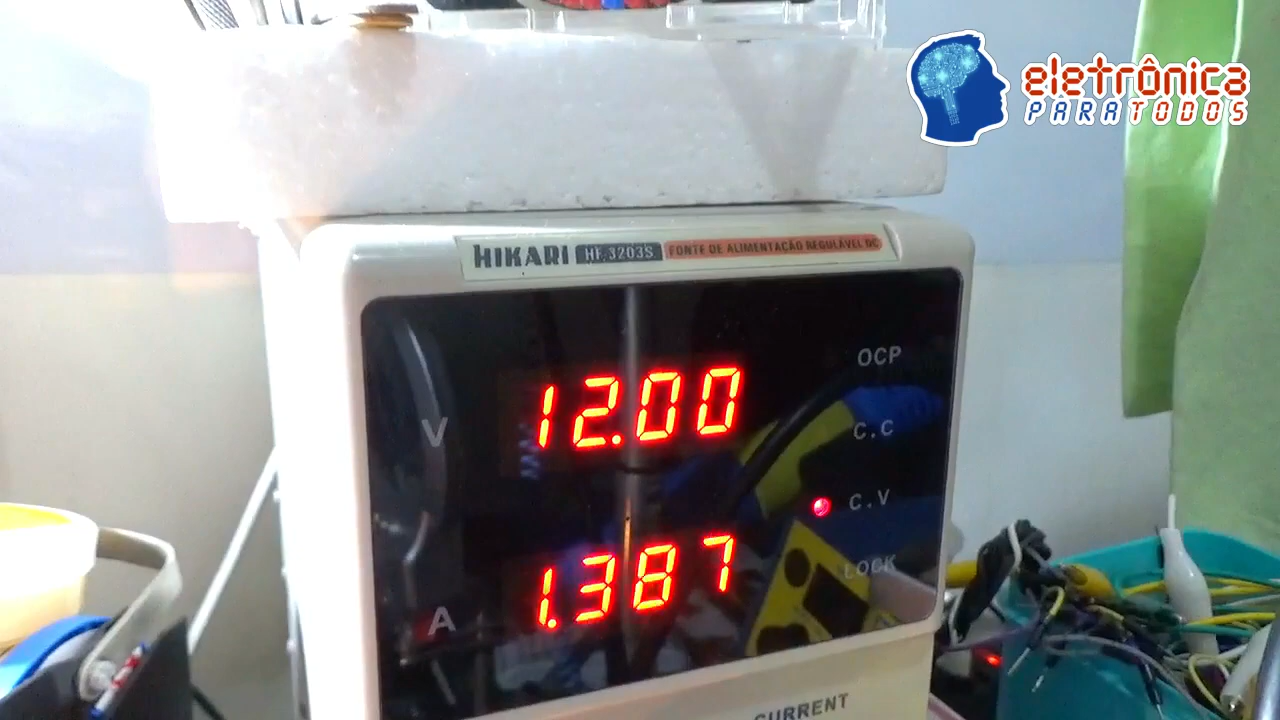 eletrônica
PARATODOS
HIKARI HF-3203S FONTE DE ALIMENTAÇÃO REGULÁVEL DC
OCP
12.00
V
C.C
C.V
1.387
LOCK
A
CURRENT